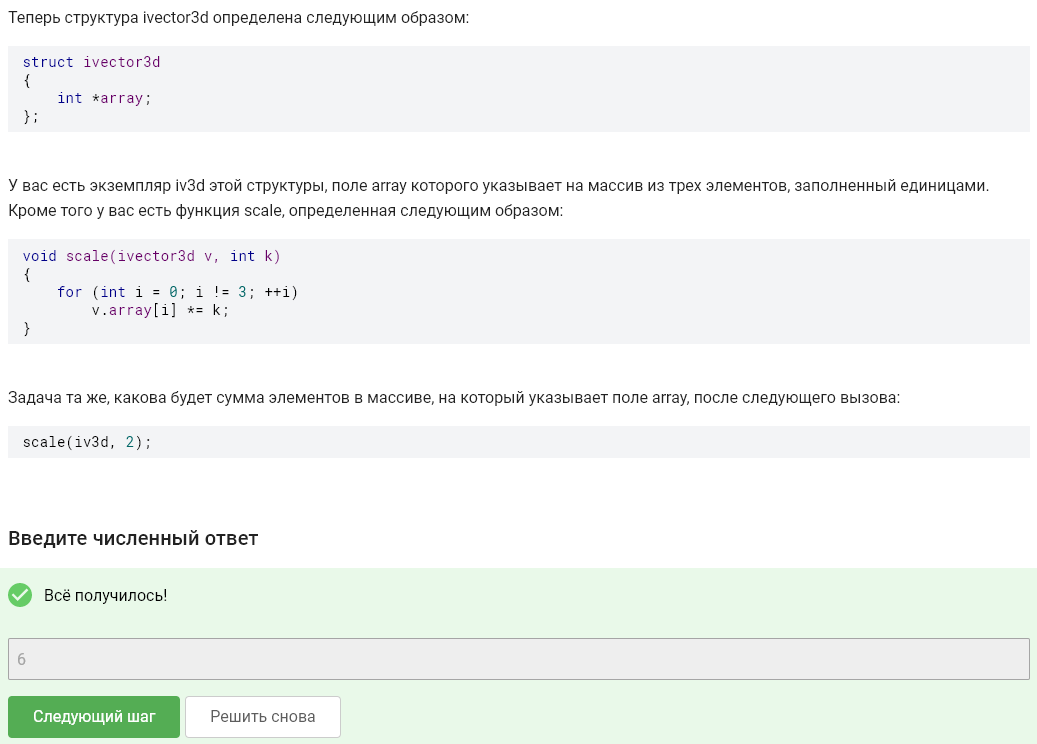 Теперь структура ivector3d определена следующим образом:
struct ivector3d
{
    int *array;
};
У вас есть экземпляр iv3d этой структуры, поле array которого указывает на массив из трех элементов, заполненный единицами.
Кроме того у вас есть функция scale, определенная следующим образом:
void scale(ivector3d v, int k)
{
    for (int i = 0; i != 3; ++i)
        v.array[i] *= k;
}
Задача та же, какова будет сумма элементов в массиве, на который указывает поле array, после следующего вызова:
scale(iv3d, 2);
Введите численный ответ
Всё получилось!
6
Следующий шаг Решить снова